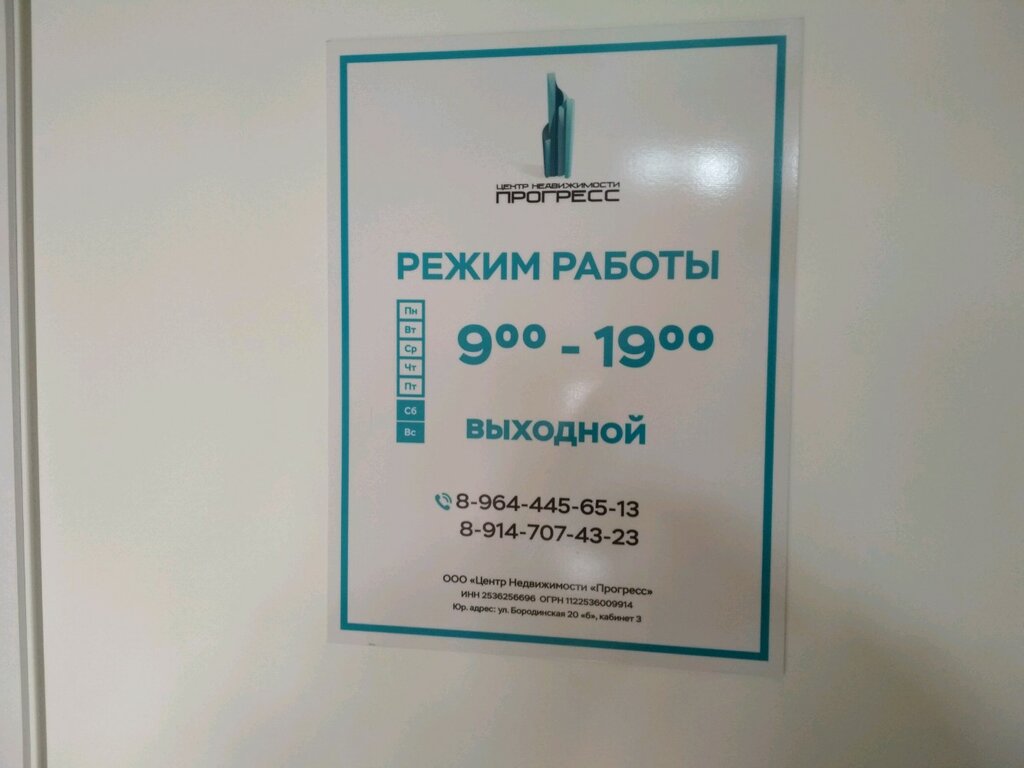 ЦЕНТР НЕДВИЖИМОСТИ
ПРОГРЕСС
РЕЖИМ РАБОТЫ
Пн
Вт
Ср
Чт
Пт
9⁰⁰ - 19⁰⁰
Сб
Вс
ВЫХОДНОЙ
8-964-445-65-13
8-914-707-43-23
ООО «Центр Недвижимости «Прогресс»
ИНН 2536256696 ОГРН 1122536009914
Юр. адрес: ул. Бородинская 20 «б», кабинет 3